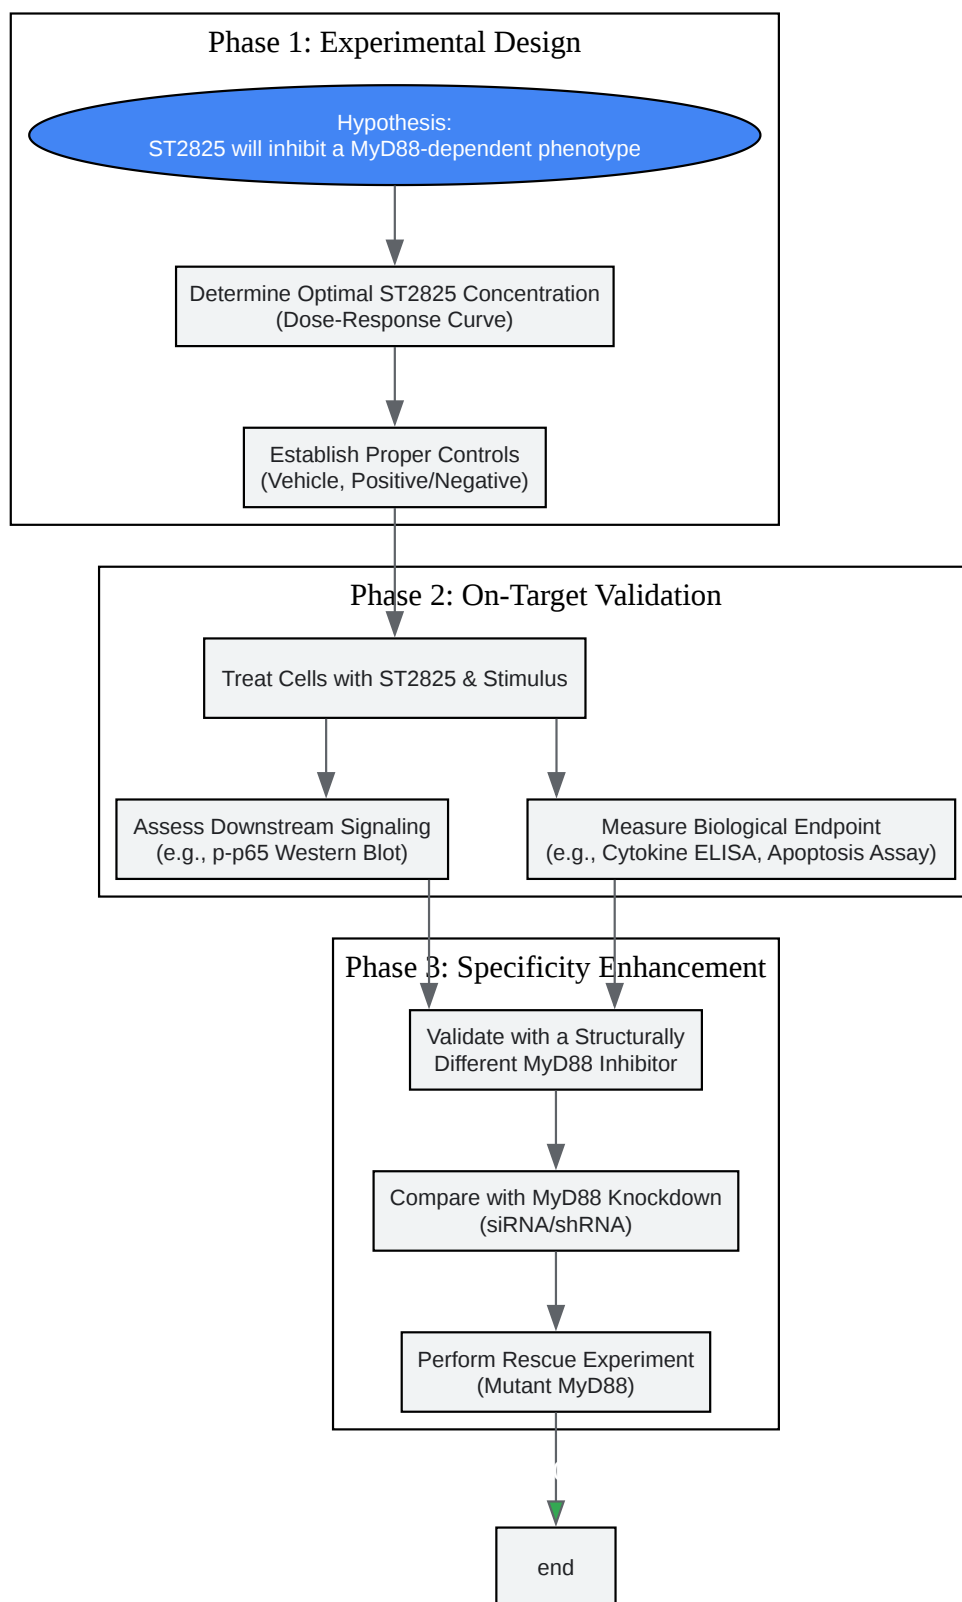 Phase 1: Experimental Design
Hypothesis:
ST2825 will inhibit a MyD88-dependent phenotype
Determine Optimal ST2825 Concentration
(Dose-Response Curve)
Establish Proper Controls
(Vehicle, Positive/Negative)
Phase 2: On-Target Validation
Treat Cells with ST2825 & Stimulus
Assess Downstream Signaling
(e.g., p-p65 Western Blot)
Measure Biological Endpoint
(e.g., Cytokine ELISA, Apoptosis Assay)
Phase 3: Specificity Enhancement
Validate with a Structurally
Different MyD88 Inhibitor
Compare with MyD88 Knockdown
(siRNA/shRNA)
Perform Rescue Experiment
(Mutant MyD88)
end